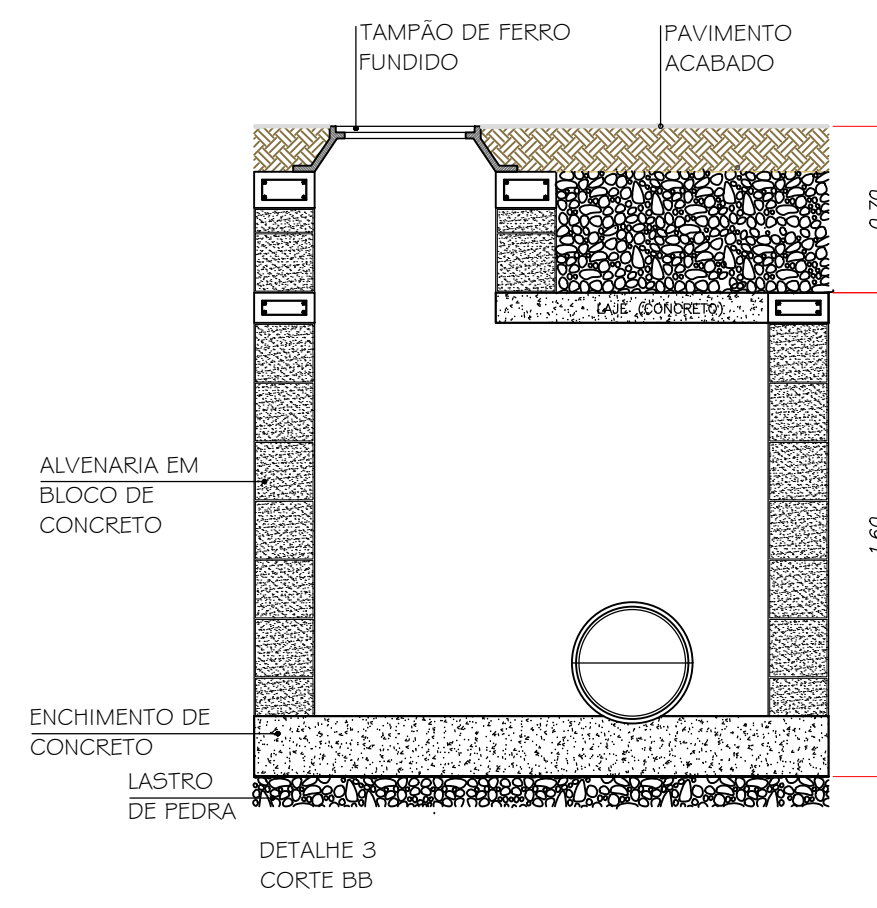 TAMPÃO DE FERRO
FUNDIDO
PAVIMENTO
ACABADO
0.70
LAJE (CONCRETO)
ALVENARIA EM
BLOCO DE
CONCRETO
1.60
ENCHIMENTO DE
CONCRETO
LASTRO
DE PEDRA
DETALHE 3
CORTE BB